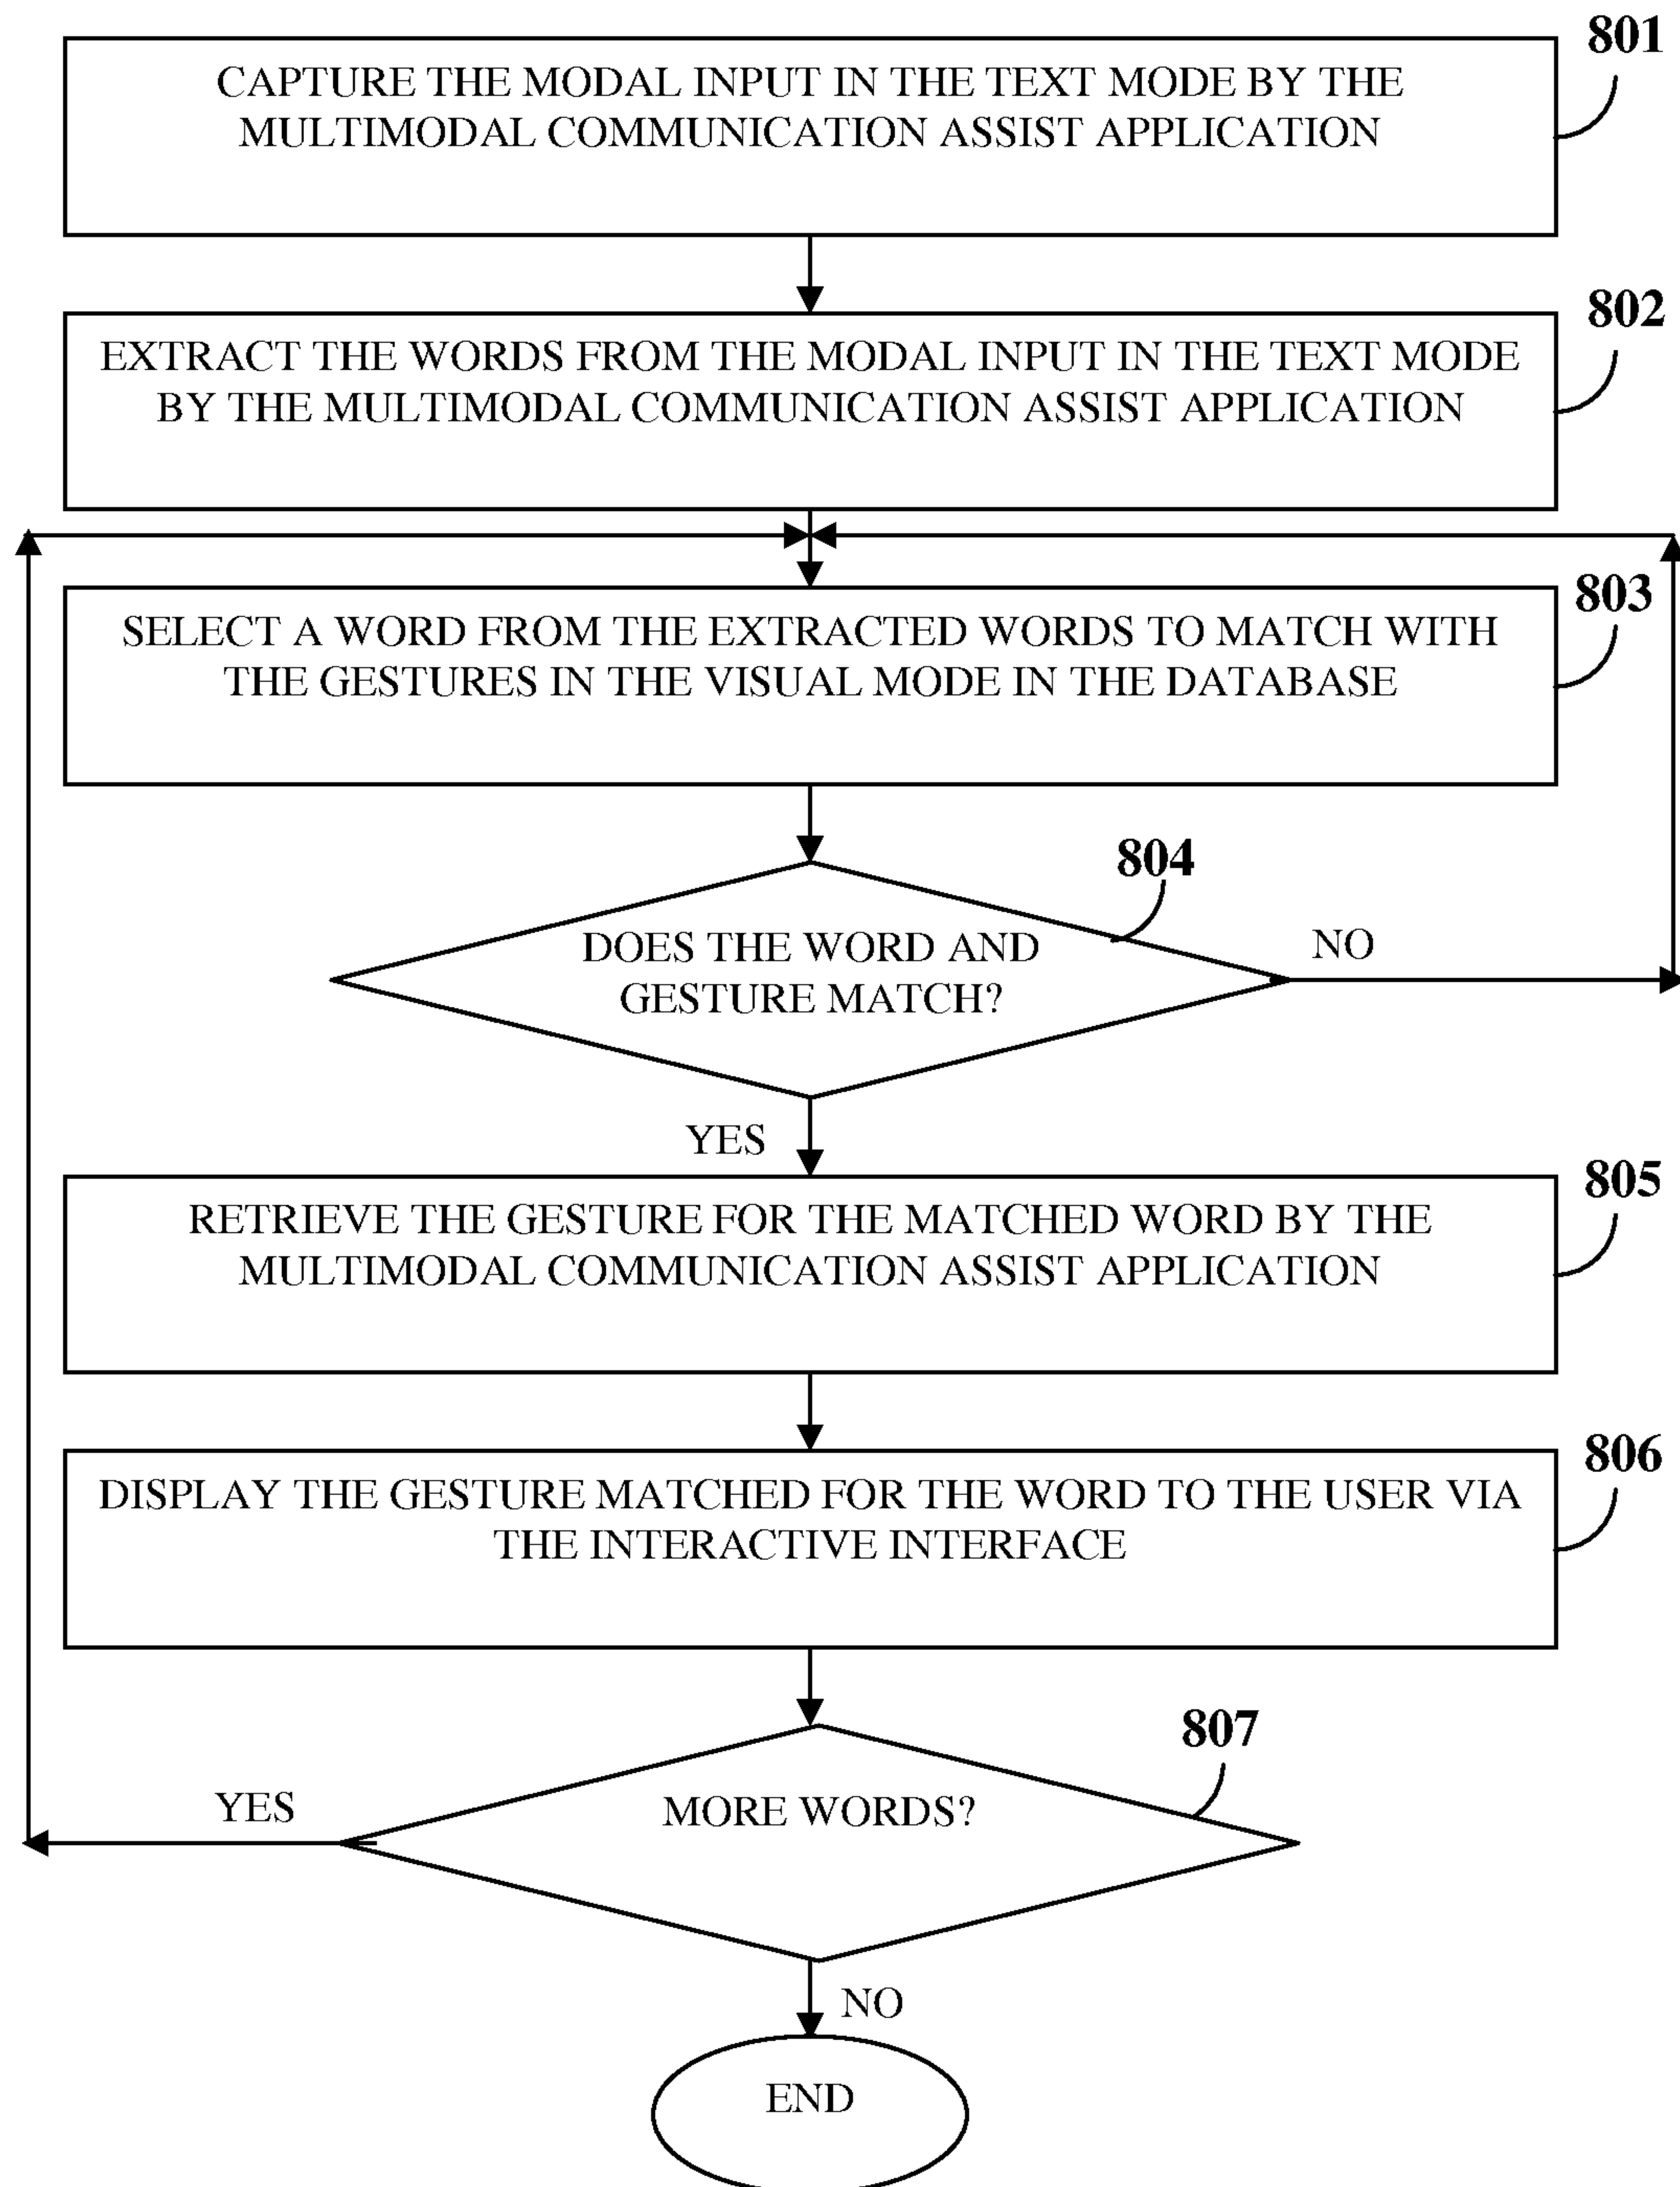 801
CAPTURE THE MODAL INPUT IN THE TEXT MODE BY THE
MULTIMODAL COMMUNICATION ASSIST APPLICATION
802
EXTRACT THE WORDS FROM THE MODAL INPUT IN THE TEXT MODE
BY THE MULTIMODAL COMMUNICATION ASSIST APPLICATION
803
SELECT A WORD FROM THE EXTRACTED WORDS TO MATCH WITH
THE GESTURES IN THE VISUAL MODE IN THE DATABASE
804
DOES THE WORD AND
GESTURE MATCH?
NO
YES
805
RETRIEVE THE GESTURE FOR THE MATCHED WORD BY THE
MULTIMODAL COMMUNICATION ASSIST APPLICATION
806
DISPLAY THE GESTURE MATCHED FOR THE WORD TO THE USER VIA
THE INTERACTIVE INTERFACE
807
MORE WORDS?
YES
NO
END